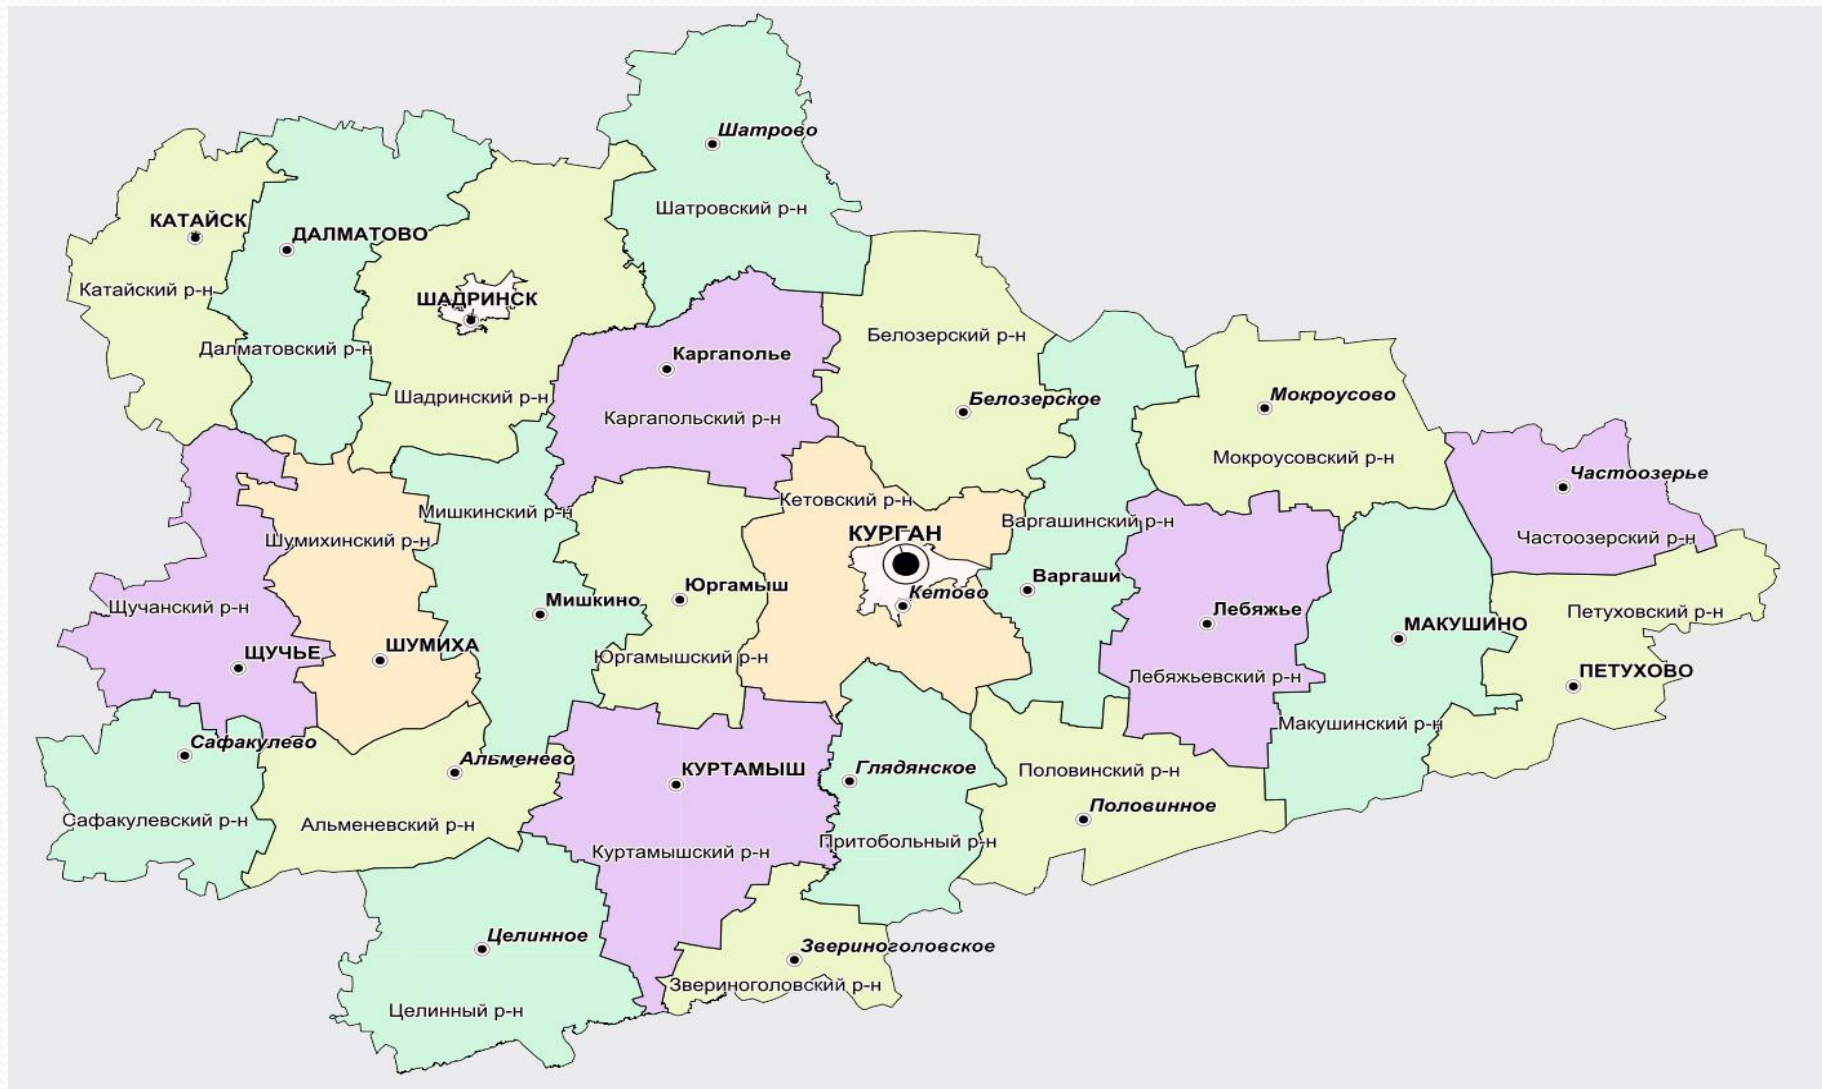 Шатрово
Шатровский р-н
КАТАЙСК
ДАЛМАТОВО
Катайский р-н
ШАДРИНСК
Далматовский р-н
Шадринский р-н
Каргаполье
Каргапольский р-н
Белозерский р-н
Белозерское
Мокроусово
Мокроусовский р-н
Частоозерье
Частоозерский р-н
Мишкинский р-н
Шумихинский р-н
Кетовский р-н
КУРГАН
Кетово
Варгашинский р-н
Варгаши
Юргамыш
Юргамышский р-н
Мишкино
Щучанский р-н
ЩУЧЬЕ
ШУМИХА
Лебяжье
Лебяжьевский р-н
МАКУШИНО
Макушинский р-н
Петуховский р-н
ПЕТУХОВО
Сафакулево
Сафакулевский р-н
Альменево
Альменевский р-н
КУРТАМЫШ
Куртамышский р-н
Глядянское
Притобольный р-н
Половинский р-н
Половинное
Целинное
Целинный р-н
Звериноголовское
Звериноголовский р-н